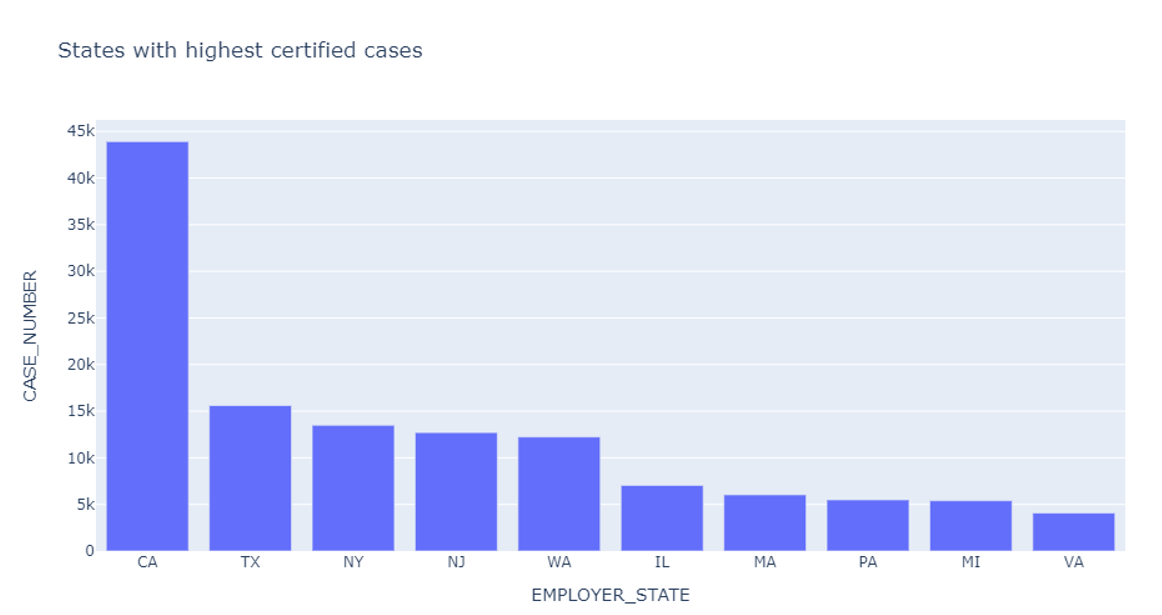 States with highest certified cases
45k
40k
35k
30k
25k
20k
15k
10k
5k
0
CASE_NUMBER
CA TX NY NJ WA IL MA PA MI VA
EMPLOYER_STATE